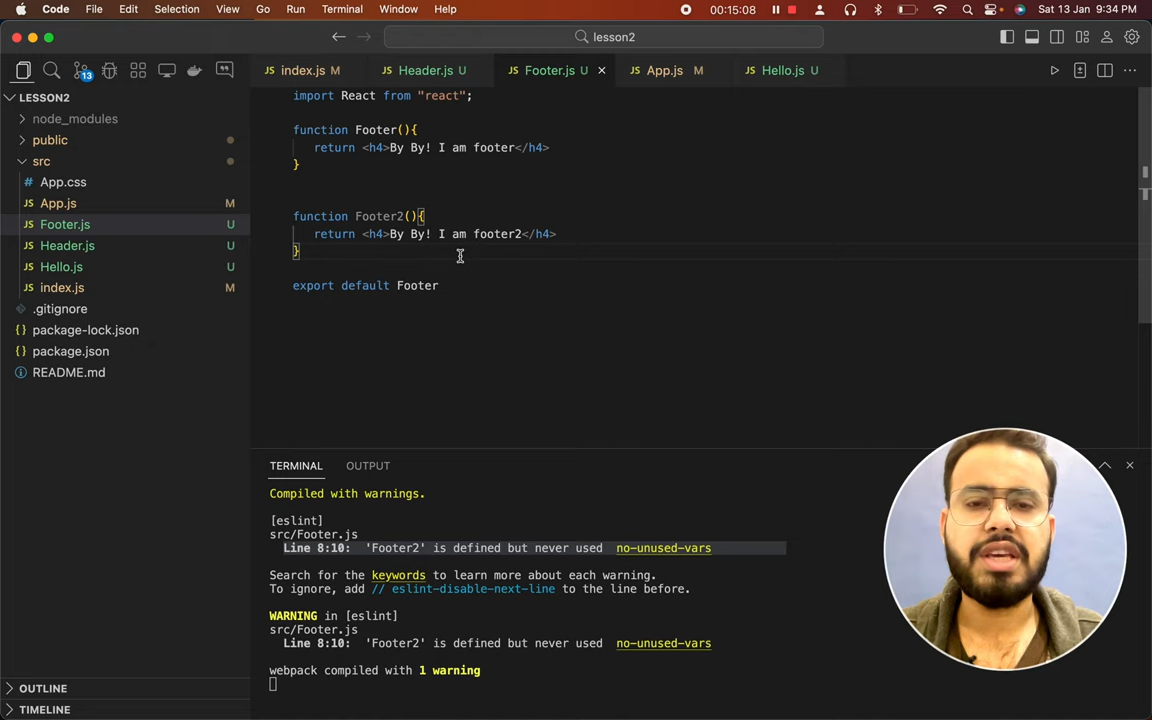 Code File Edit Selection View Go Run Terminal Window Help 00:15:08 Sat 13 Jan 9:34 PM
lesson2
index.js M Header.js U Footer.js U App.js M Hello.js U
13
LESSON2
node_modules
public
src
App.css
App.js M
Footer.js U
Header.js U
Hello.js U
index.js M
.gitignore
package-lock.json
package.json
README.md
OUTLINE
TIMELINE
import React from "react";
function Footer(){
return <h4>By By! I am footer</h4>
}
function Footer2(){
return <h4>By By! I am footer2</h4>
}
export default Footer
TERMINAL OUTPUT
Compiled with warnings.
[eslint]
src/Footer.js
Line 8:10: 'Footer2' is defined but never used no-unused-vars
Search for the keywords to learn more about each warning.
To ignore, add // eslint-disable-next-line to the line before.
WARNING in [eslint]
src/Footer.js
Line 8:10: 'Footer2' is defined but never used no-unused-vars
webpack compiled with 1 warning